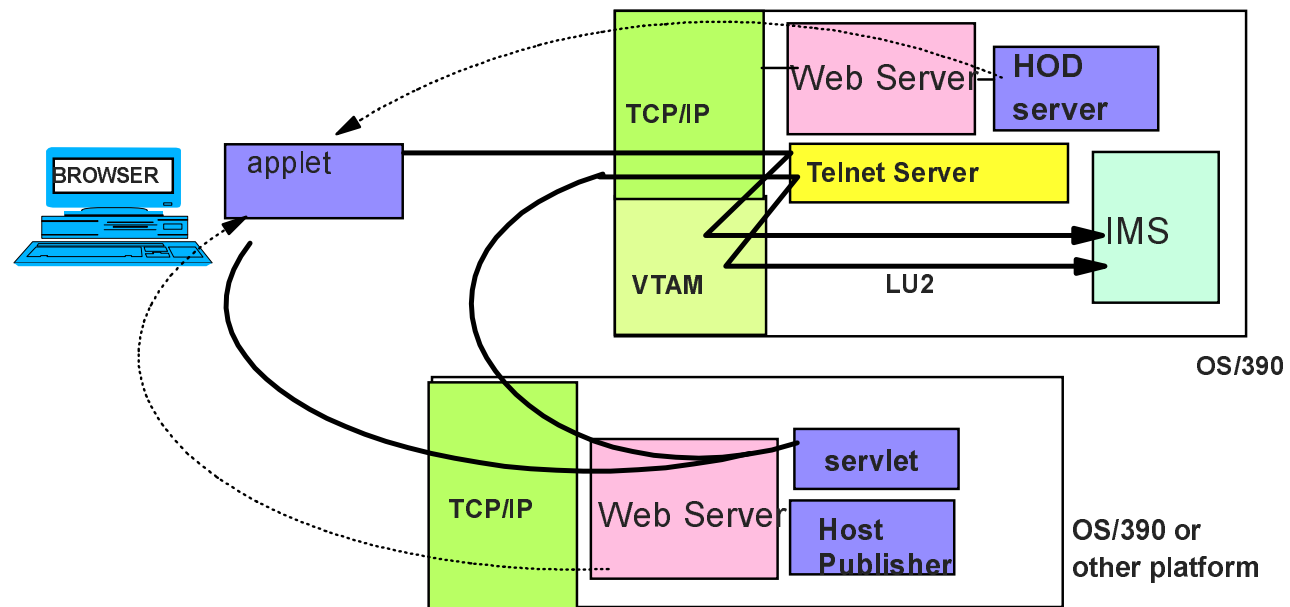 Web Server
HOD
server
TCP/IP
applet
BROWSER
Telnet Server
IMS
VTAM
LU2
OS/390
servlet
TCP/IP
Web Server
Host
Publisher
OS/390 or
other platform